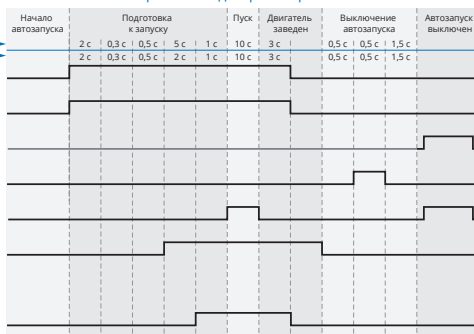 Начало автозапуска
Подготовка к запуску
Пуск
Двигатель заведен
Выключение автозапуска
Автозапуск выключен
2 с 0,3 с 0,5 с 5 с 1 с 10 с 3 с 0,5 с 0,5 с 1,5 с
2 с 0,3 с 0,5 с 2 с 1 с 10 с 3 с 0,5 с 0,5 с 1,5 с